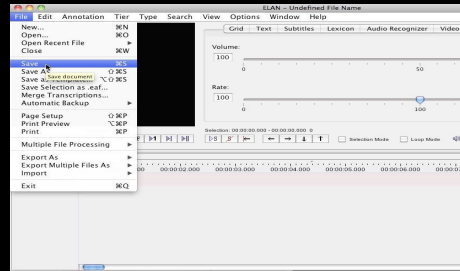 ELAN - Undefined File Name
File Edit Annotation Tier Type Search View Options Window Help
New... ⌘N
Open... ⌘O
Open Recent File
Close ⌘W
Save ⌘S
Save A ⇧⌘S
Save document
Save as ⌥⇧⌘S
Save Selection as .eaf...
Merge Transcriptions...
Automatic Backup
Page Setup ⇧⌘P
Print Preview ⌥⌘P
Print ⌘P
Multiple File Processing
Export As
Export Multiple Files As
Import
Exit ⌘Q
Grid Text Subtitles Lexicon Audio Recognizer Video
Volume:
100
0 50
Rate:
100
0 100
Selection: 00:00:00.000 - 00:00:00.000 0
Selection Mode Loop Mode
00:00:02.000 00:00:03.000 00:00:04.000 00:00:05.000 00:00:06.000